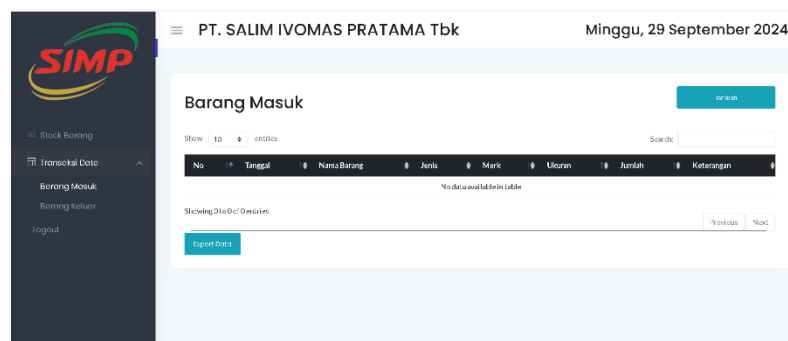 SIMP
PT. SALIM IVOMAS PRATAMA Tbk
Minggu, 29 September 2024
Stock Barang
Transaksi Data
Barang Masuk
Barang Keluar
Logout
Barang Masuk
Tambah
Show 10 entries
Search:
No Tanggal Nama Barang Jenis Merk Ukuran Jumlah Keterangan
No data available in table
Showing 0 to 0 of 0 entries
Previous Next
Export Data